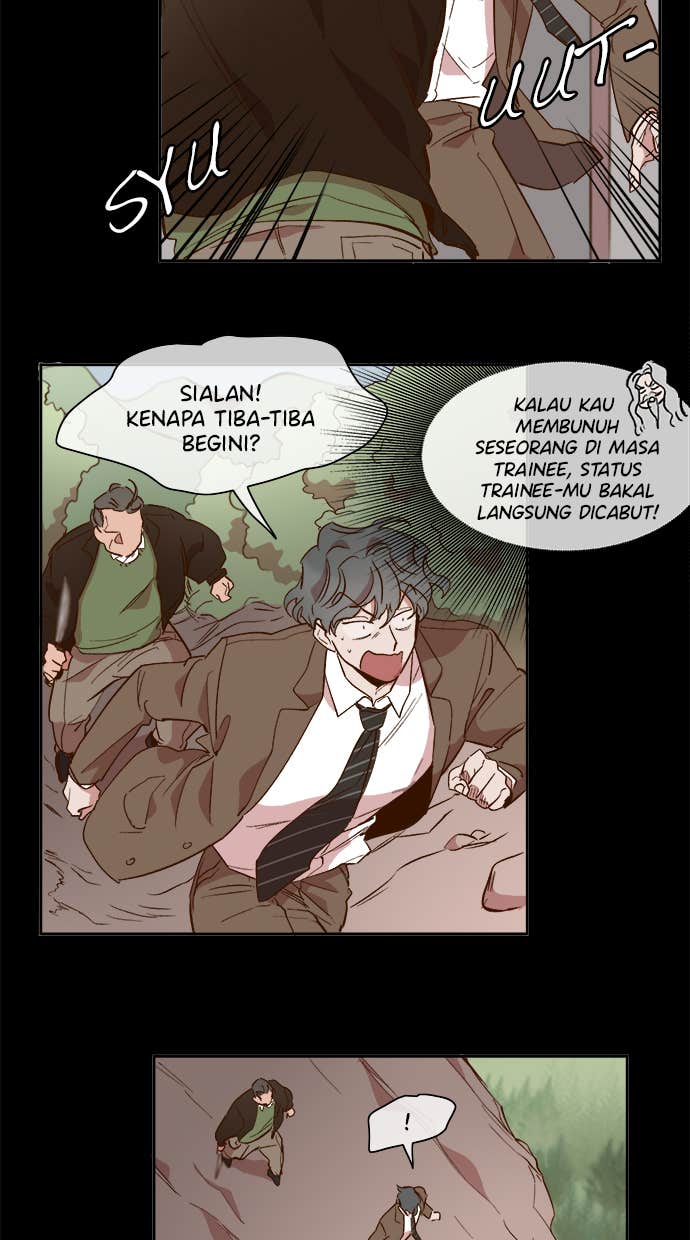 SYU
UUT-
SIALAN!
KENAPA TIBA-TIBA
BEGINI?
KALAU KAU
MEMBUNUH
SESEORANG DI MASA
TRAINEE, STATUS
TRAINEE-MU BAKAL
LANGSUNG DICABUT!
!